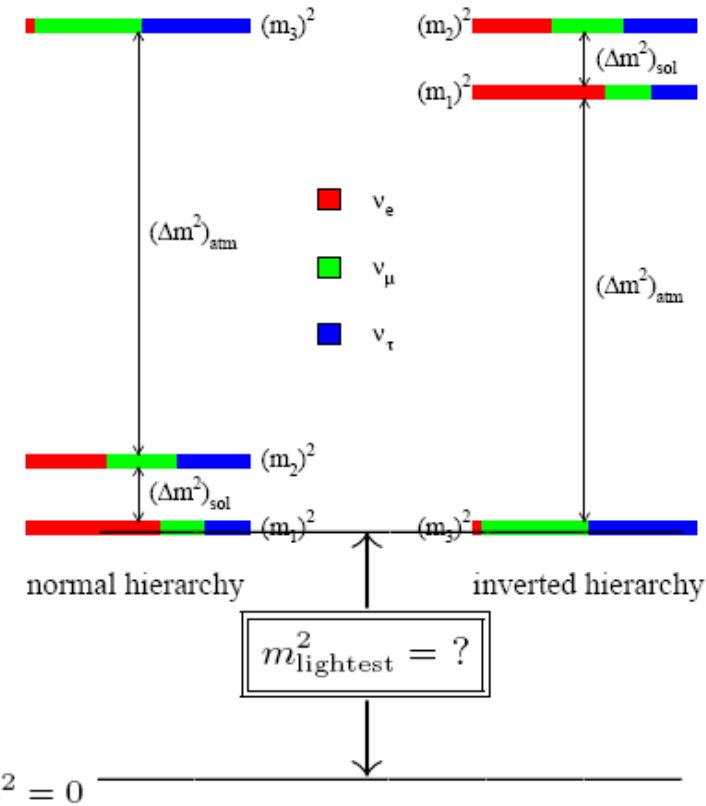 (m₃)² (m₂)²
(Δm²)sol
(m₁)²
νe
(Δm²)atm
νμ
(Δm²)atm
ντ
(m₂)²
(Δm²)sol
(m₁)² (m₃)²
normal hierarchy inverted hierarchy
m²lightest = ?
² = 0